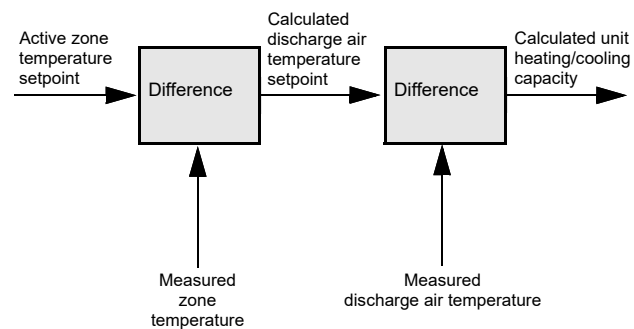 Active zone
temperature
setpoint
Difference
Calculated
discharge air
temperature
setpoint
Difference
Calculated unit
heating/cooling
capacity
Measured
zone
temperature
Measured
discharge air temperature